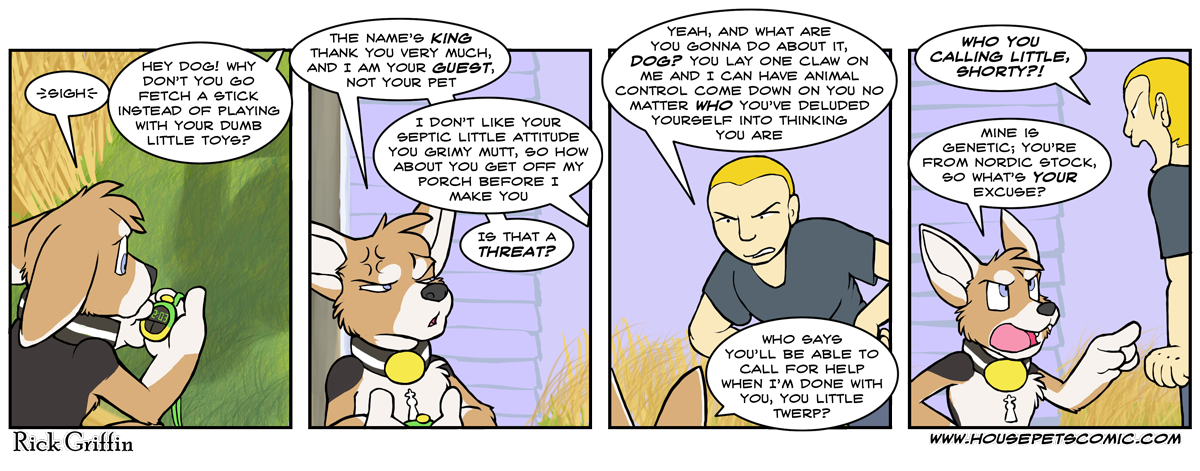 SIGH
HEY DOG! WHY
DON'T YOU GO
FETCH A STICK
INSTEAD OF PLAYING
WITH YOUR DUMB
LITTLE TOYS?
2:03
THE NAME'S KING
THANK YOU VERY MUCH,
AND I AM YOUR GUEST,
NOT YOUR PET
I DON'T LIKE YOUR
SEPTIC LITTLE ATTITUDE
YOU GRIMY MUTT, SO HOW
ABOUT YOU GET OFF MY
PORCH BEFORE I
MAKE YOU
IS THAT A
THREAT?
YEAH, AND WHAT ARE
YOU GONNA DO ABOUT IT,
DOG? YOU LAY ONE CLAW ON
ME AND I CAN HAVE ANIMAL
CONTROL COME DOWN ON YOU NO
MATTER WHO YOU'VE DELUDED
YOURSELF INTO THINKING
YOU ARE
WHO SAYS
YOU'LL BE ABLE TO
CALL FOR HELP
WHEN I'M DONE WITH
YOU, YOU LITTLE
TWERP?
WHO YOU
CALLING LITTLE,
SHORTY?!
MINE IS
GENETIC; YOU'RE
FROM NORDIC STOCK,
SO WHAT'S YOUR
EXCUSE?
Rick Griffin
WWW.HOUSEPETSCOMIC.COM